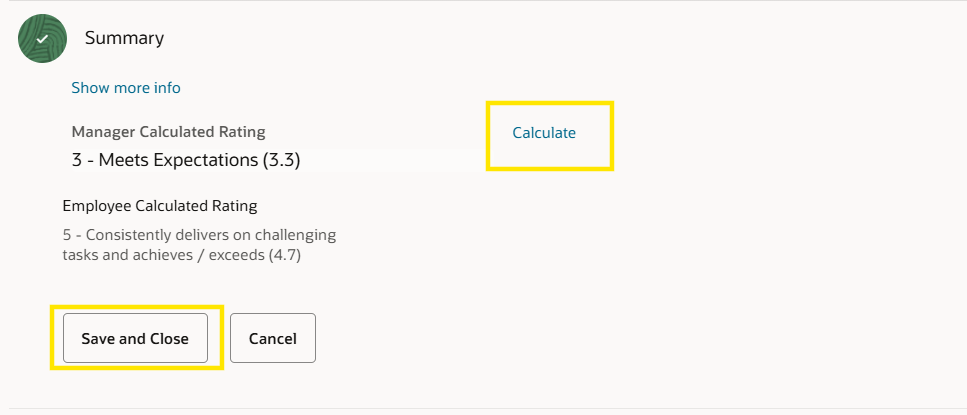 Summary
Show more info
Manager Calculated Rating
Calculate
3 - Meets Expectations (3.3)
Employee Calculated Rating
5 - Consistently delivers on challenging
tasks and achieves / exceeds (4.7)
Save and Close
Cancel